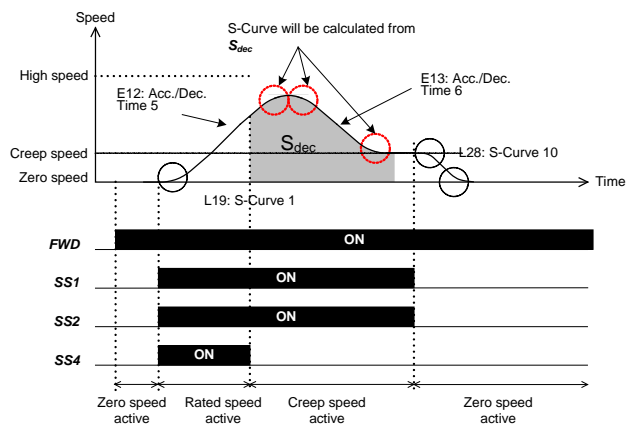 Speed
S-Curve will be calculated from
Sdec
High speed
E12: Acc./Dec.
Time 5
E13: Acc./Dec.
Time 6
Sdec
Creep speed
L28: S-Curve 10
Zero speed
Time
L19: S-Curve 1
FWD
ON
SS1
ON
SS2
ON
SS4
ON
Zero speed
active
Rated speed
active
Creep speed
active
Zero speed
active